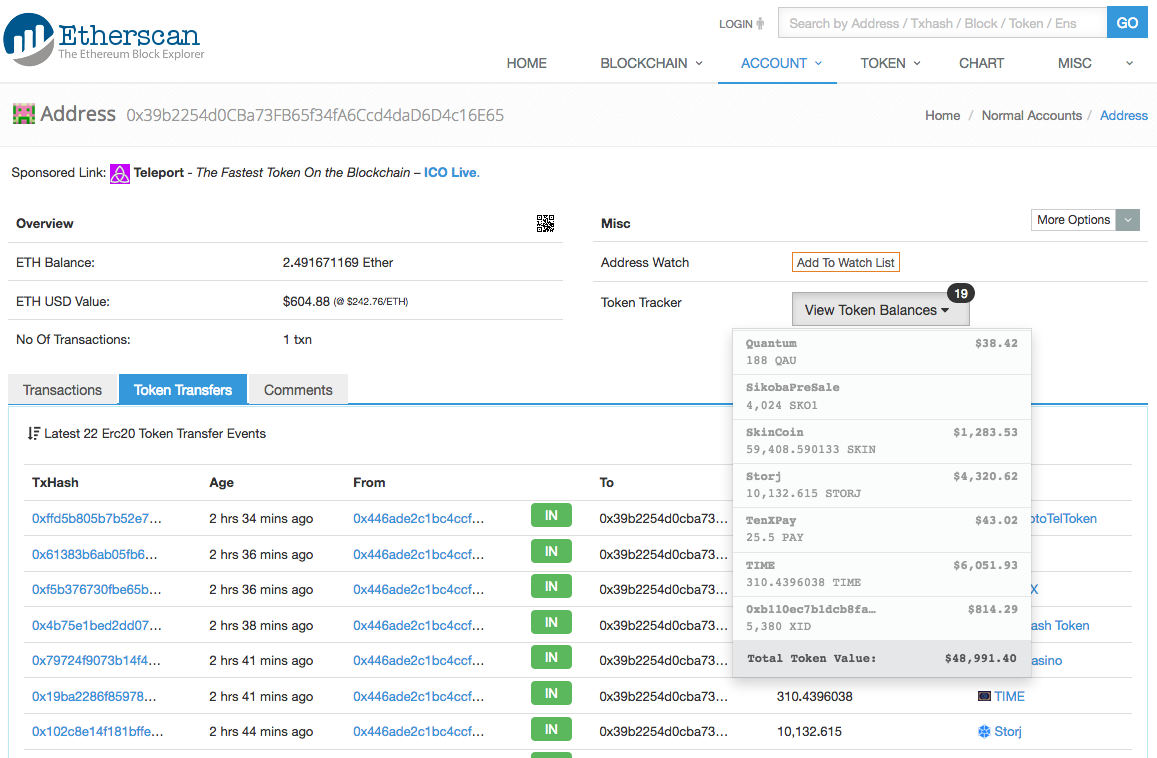 LOGIN
Search by Address / Txhash / Block / Token / Ens
GO
Etherscan
The Ethereum Block Explorer
HOME BLOCKCHAIN ACCOUNT TOKEN CHART MISC
Address 0x39b2254d0CBa73FB65f34fA6Ccd4daD6D4c16E65
Home / Normal Accounts / Address
Sponsored Link: Teleport - The Fastest Token On the Blockchain – ICO Live.
Overview
ETH Balance: 2.491671169 Ether
ETH USD Value: $604.88 (@ $242.76/ETH)
No Of Transactions: 1 txn
Misc
More Options
Address Watch Add To Watch List
Token Tracker View Token Balances 19
Quantum $38.42
188 QAU
SikobaPreSale
4,024 SKO1
SkinCoin $1,283.53
59,408.590133 SKIN
Storj $4,320.62
10,132.615 STORJ
TenXPay $43.02
25.5 PAY
TIME $6,051.93
310.4396038 TIME
0xb110ec7b1dcb8fa… $814.29
5,380 XID
Total Token Value: $48,991.40
Transactions Token Transfers Comments
Latest 22 Erc20 Token Transfer Events
TxHash Age From To
0xffd5b805b7b52e7… 2 hrs 34 mins ago 0x446ade2c1bc4ccf… IN 0x39b2254d0cba73… otoTelToken
0x61383b6ab05fb6… 2 hrs 36 mins ago 0x446ade2c1bc4ccf… IN 0x39b2254d0cba73…
0xf5b376730fbe65b… 2 hrs 36 mins ago 0x446ade2c1bc4ccf… IN 0x39b2254d0cba73… X
0x4b75e1bed2dd07… 2 hrs 38 mins ago 0x446ade2c1bc4ccf… IN 0x39b2254d0cba73… ash Token
0x79724f9073b14f4… 2 hrs 41 mins ago 0x446ade2c1bc4ccf… IN 0x39b2254d0cba73… asino
0x19ba2286f85978… 2 hrs 41 mins ago 0x446ade2c1bc4ccf… IN 0x39b2254d0cba73… 310.4396038 TIME
0x102c8e14f181bffe… 2 hrs 44 mins ago 0x446ade2c1bc4ccf… IN 0x39b2254d0cba73… 10,132.615 Storj